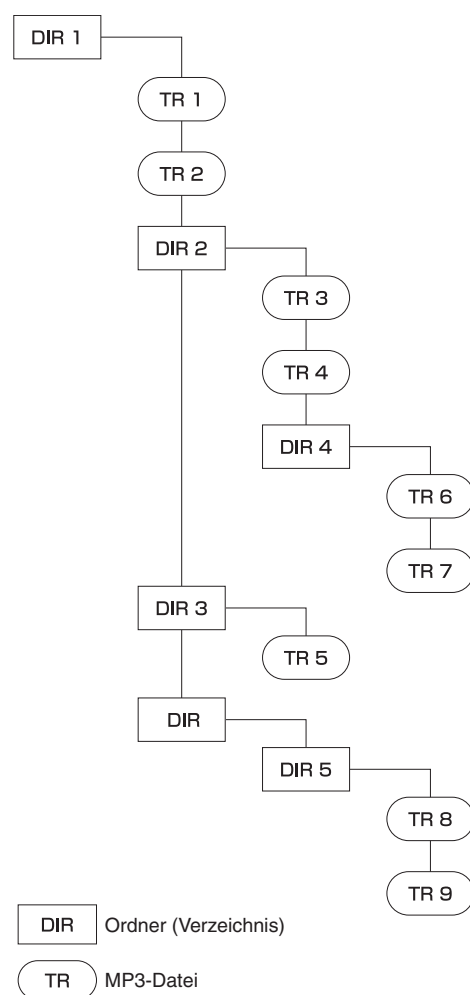 DIR 1
TR 1
TR 2
DIR 2
TR 3
TR 4
DIR 4
TR 6
TR 7
DIR 3
TR 5
DIR
DIR 5
TR 8
TR 9
DIR Ordner (Verzeichnis)
TR MP3-Datei